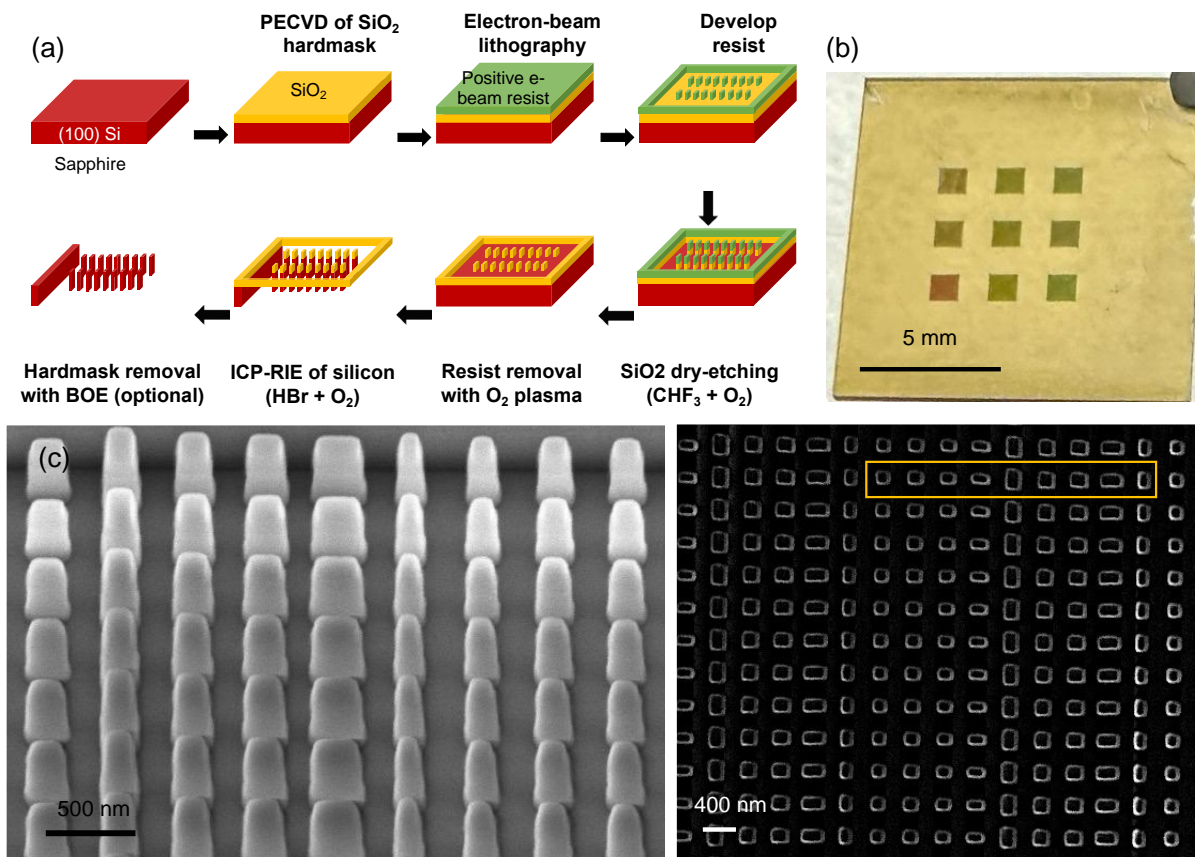 (a)
PECVD of SiO₂
hardmask
Electron-beam
lithography
Develop
resist
(100) Si
Sapphire
SiO₂
Positive e-
beam resist
Hardmask removal
with BOE (optional)
ICP-RIE of silicon
(HBr + O₂)
Resist removal
with O₂ plasma
SiO2 dry-etching
(CHF₃ + O₂)
(b)
5 mm
(c)
500 nm
400 nm